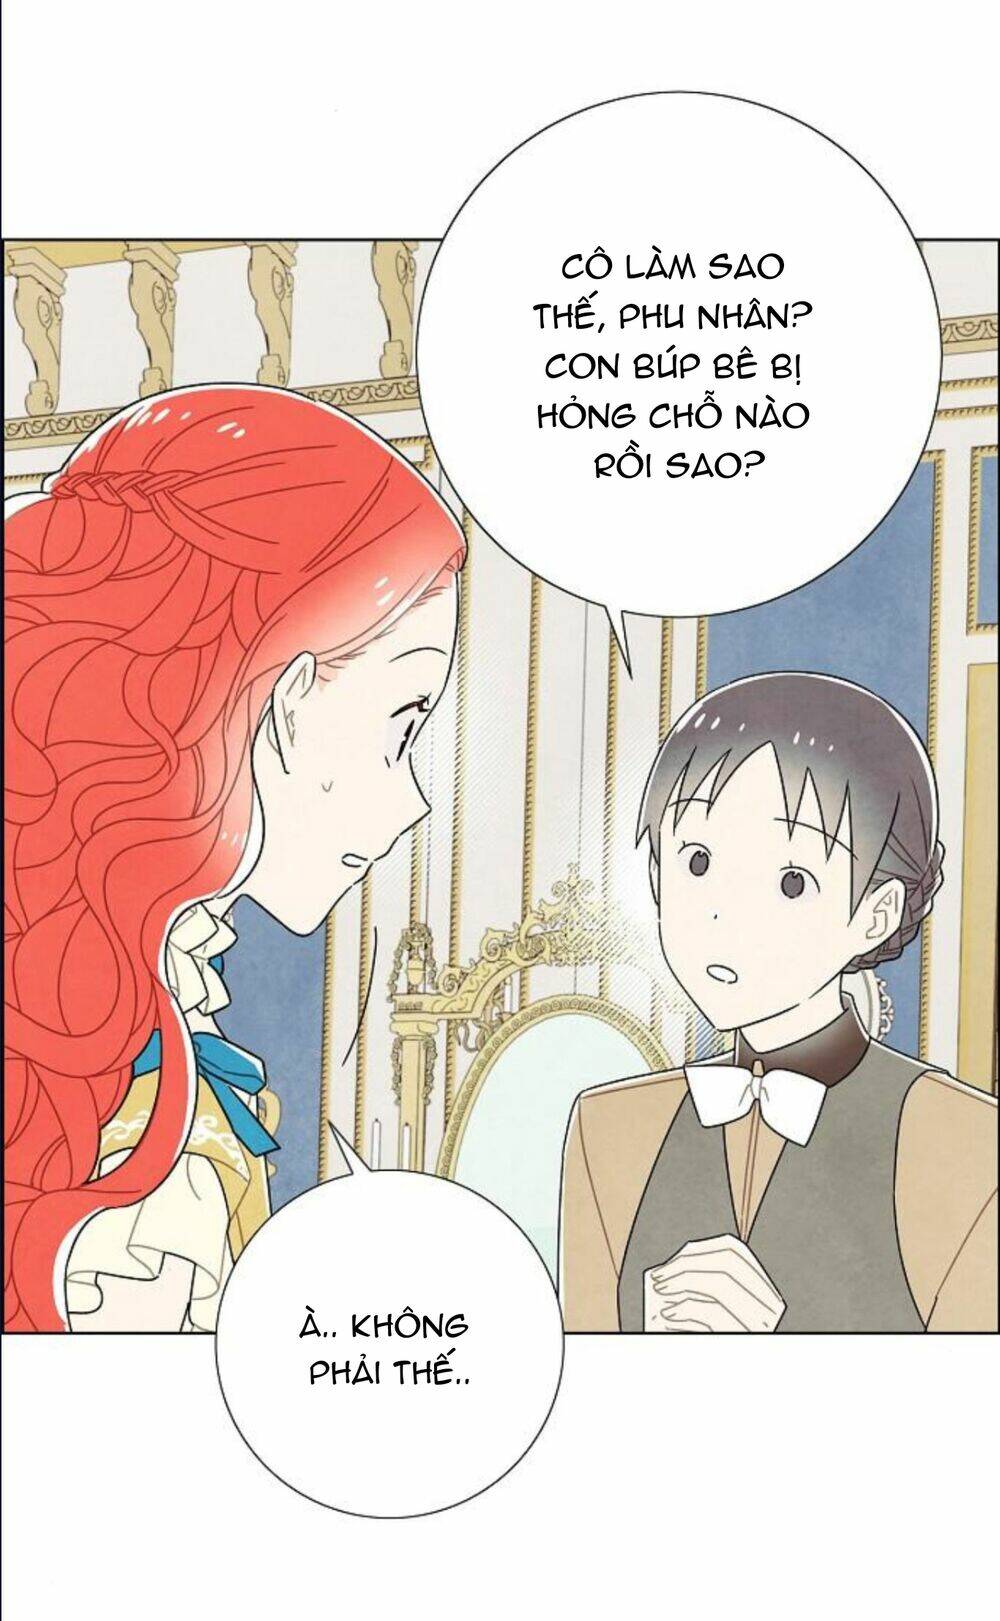 CÔ LÀM SAO
THẾ, PHU NHÂN?
CON BÚP BÊ BỊ
HỎNG CHỖ NÀO
RỒI SAO?
À.. KHÔNG
PHẢI THẾ..